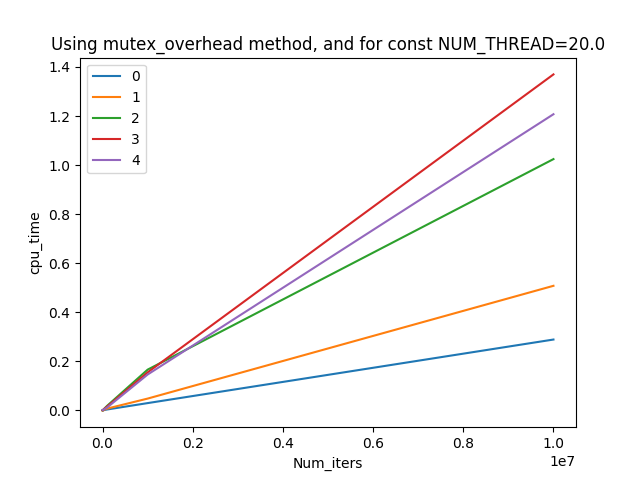 Using mutex_overhead method, and for const NUM_THREAD=20.0
1.4
1.2
1.0
0.8
0.6
0.4
0.2
0.0
cpu_time
0
1
2
3
4
0.0 0.2 0.4 0.6 0.8 1.0
1e7
Num_iters